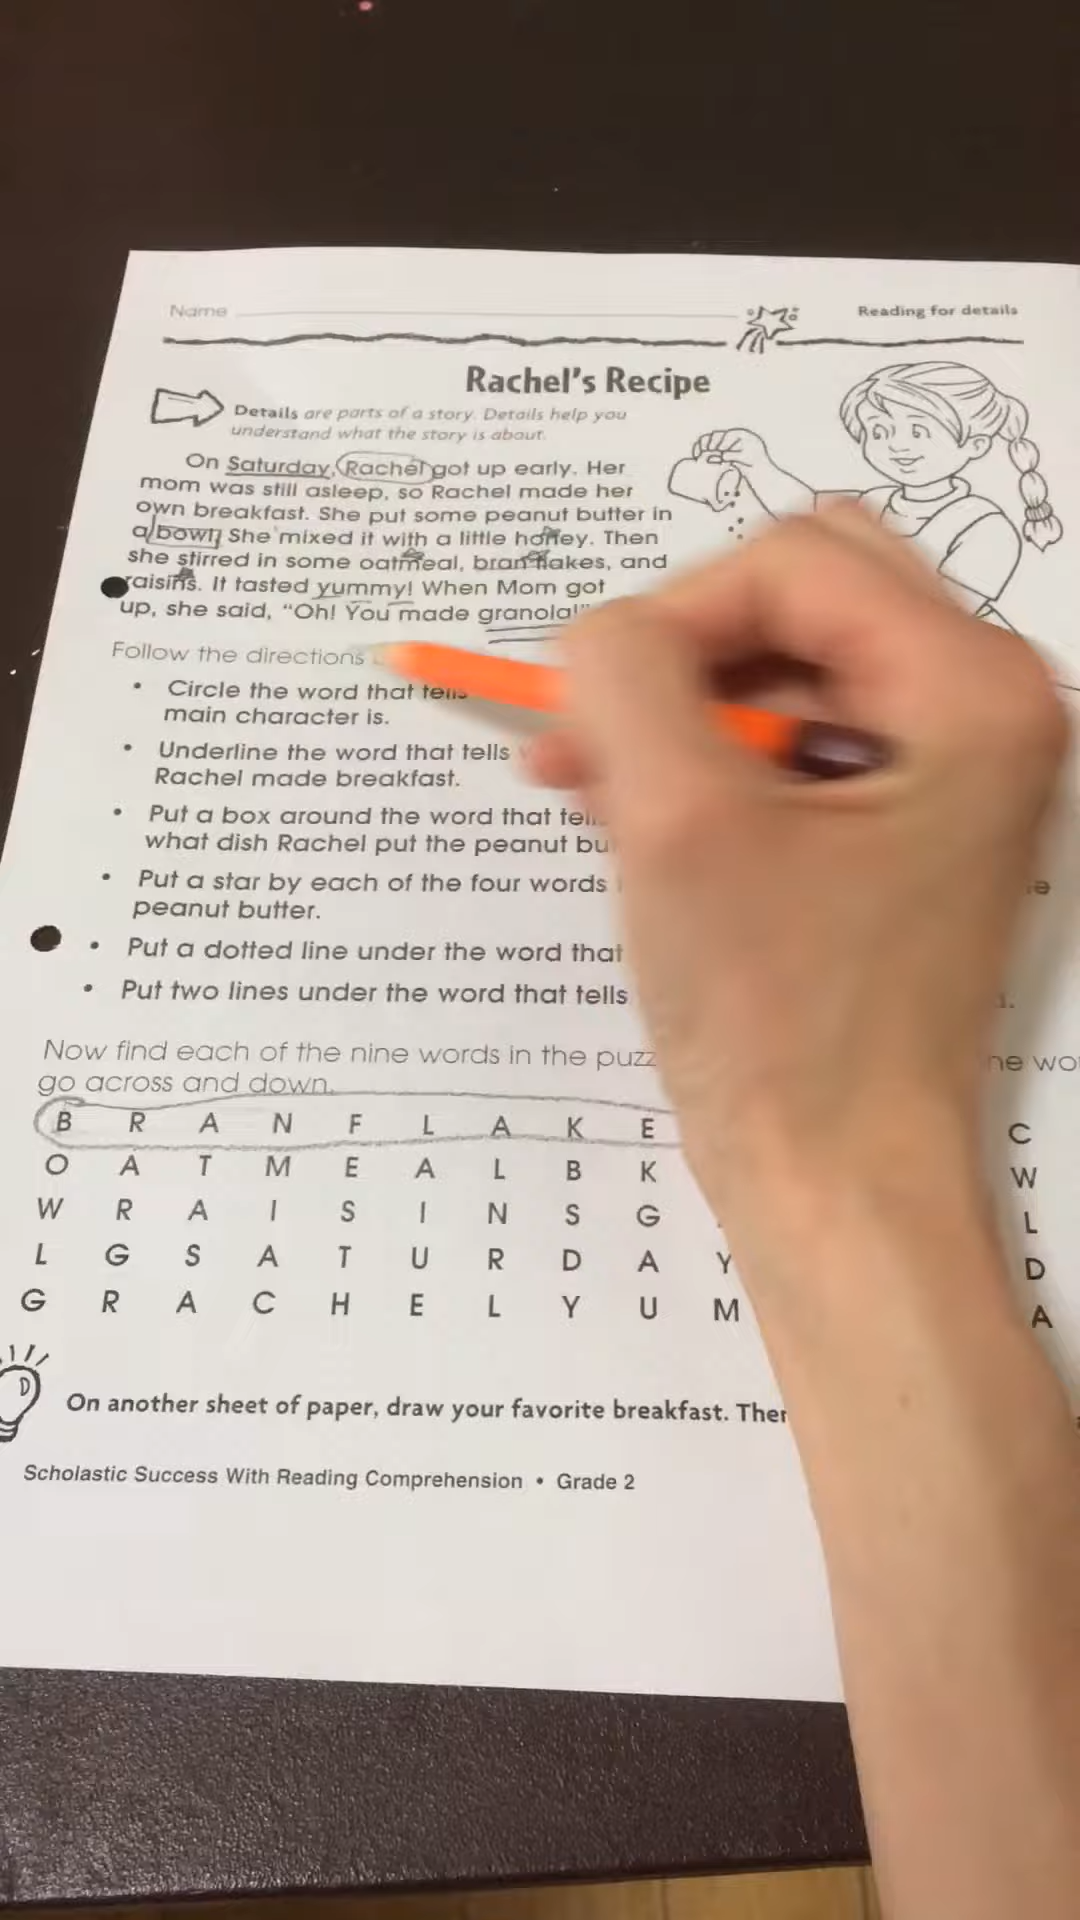 Name
Reading for details
Rachel's Recipe
Details are parts of a story. Details help you
understand what the story is about.
On Saturday, Rachel got up early. Her
mom was still asleep, so Rachel made her
own breakfast. She put some peanut butter in
a bowl. She mixed it with a little honey. Then
she stirred in some oatmeal, bran flakes, and
raisins. It tasted yummy! When Mom got
up, she said, "Oh! You made granola!"
Follow the directions
• Circle the word that tells
main character is.
• Underline the word that tells
Rachel made breakfast.
• Put a box around the word that
what dish Rachel put the peanut
• Put a star by each of the four words
peanut butter.
• Put a dotted line under the word that
• Put two lines under the word that tells
Now find each of the nine words in the
go across and down.
B R A N F L A K E C
O A T M E A L B K W
W R A I S I N S G L
L G S A T U R D A Y D
G R A C H E L Y U M A
On another sheet of paper, draw your favorite breakfast.
Scholastic Success With Reading Comprehension • Grade 2